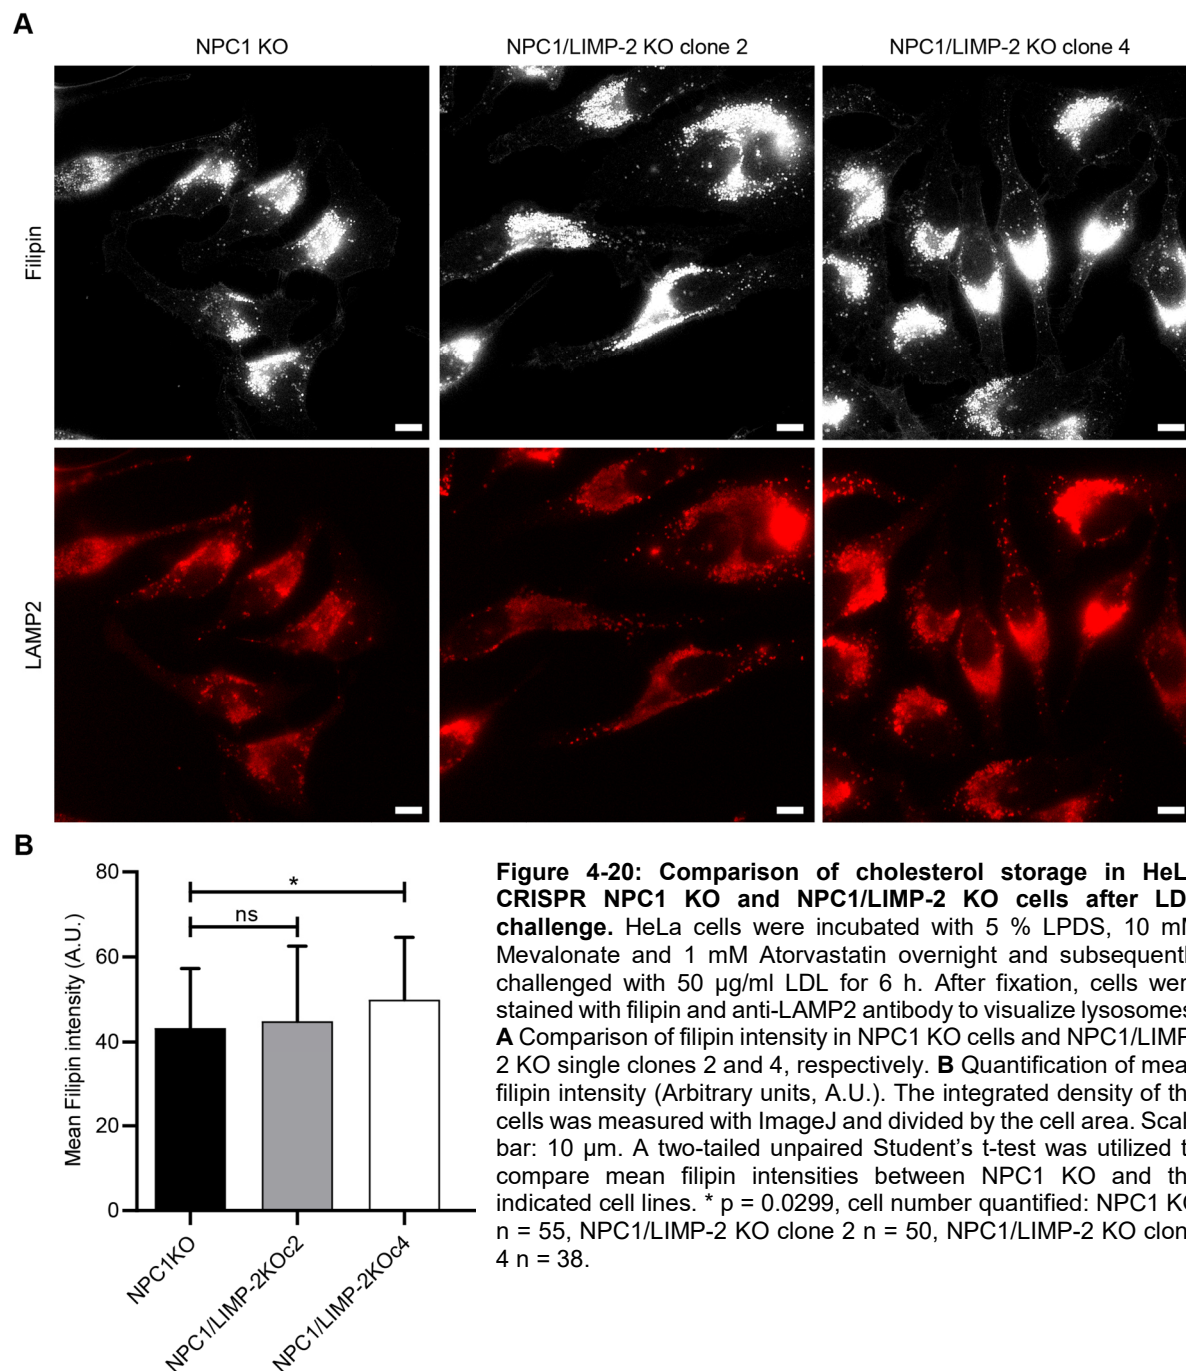 A
NPC1 KO
NPC1/LIMP-2 KO clone 2
NPC1/LIMP-2 KO clone 4
Filipin
LAMP2
B
80
60
40
20
0
Mean Filipin intensity (A.U.)
*
ns
NPC1KO
NPC1/LIMP-2KOc2
NPC1/LIMP-2KOc4
Figure 4-20: Comparison of cholesterol storage in HeL
CRISPR NPC1 KO and NPC1/LIMP-2 KO cells after LD
challenge. HeLa cells were incubated with 5 % LPDS, 10 m
Mevalonate and 1 mM Atorvastatin overnight and subsequentl
challenged with 50 µg/ml LDL for 6 h. After fixation, cells wer
stained with filipin and anti-LAMP2 antibody to visualize lysosomes
A Comparison of filipin intensity in NPC1 KO cells and NPC1/LIMP
2 KO single clones 2 and 4, respectively. B Quantification of mea
filipin intensity (Arbitrary units, A.U.). The integrated density of th
cells was measured with ImageJ and divided by the cell area. Scal
bar: 10 µm. A two-tailed unpaired Student's t-test was utilized t
compare mean filipin intensities between NPC1 KO and th
indicated cell lines. * p = 0.0299, cell number quantified: NPC1 K
n = 55, NPC1/LIMP-2 KO clone 2 n = 50, NPC1/LIMP-2 KO clon
4 n = 38.